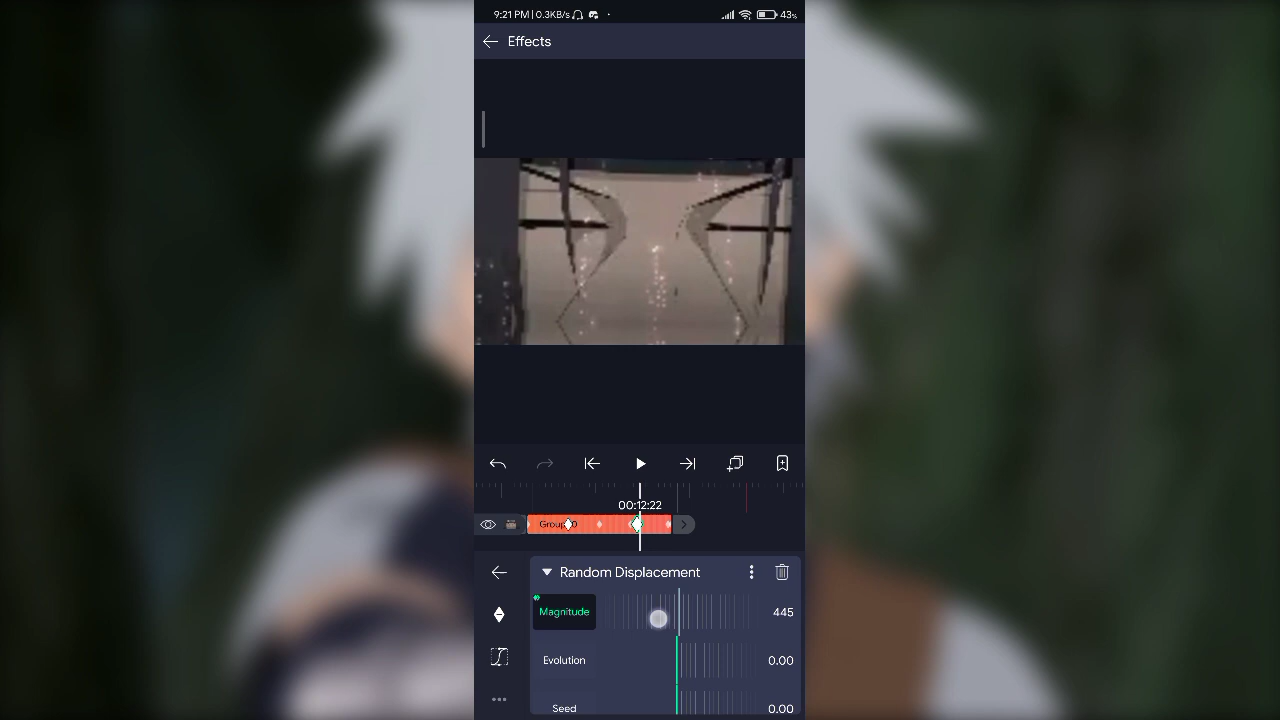 9:21 PM | 0.3KB/s 43%
Effects
00:12:22
Random Displacement
Magnitude 445
Evolution 0.00
Seed 0.00